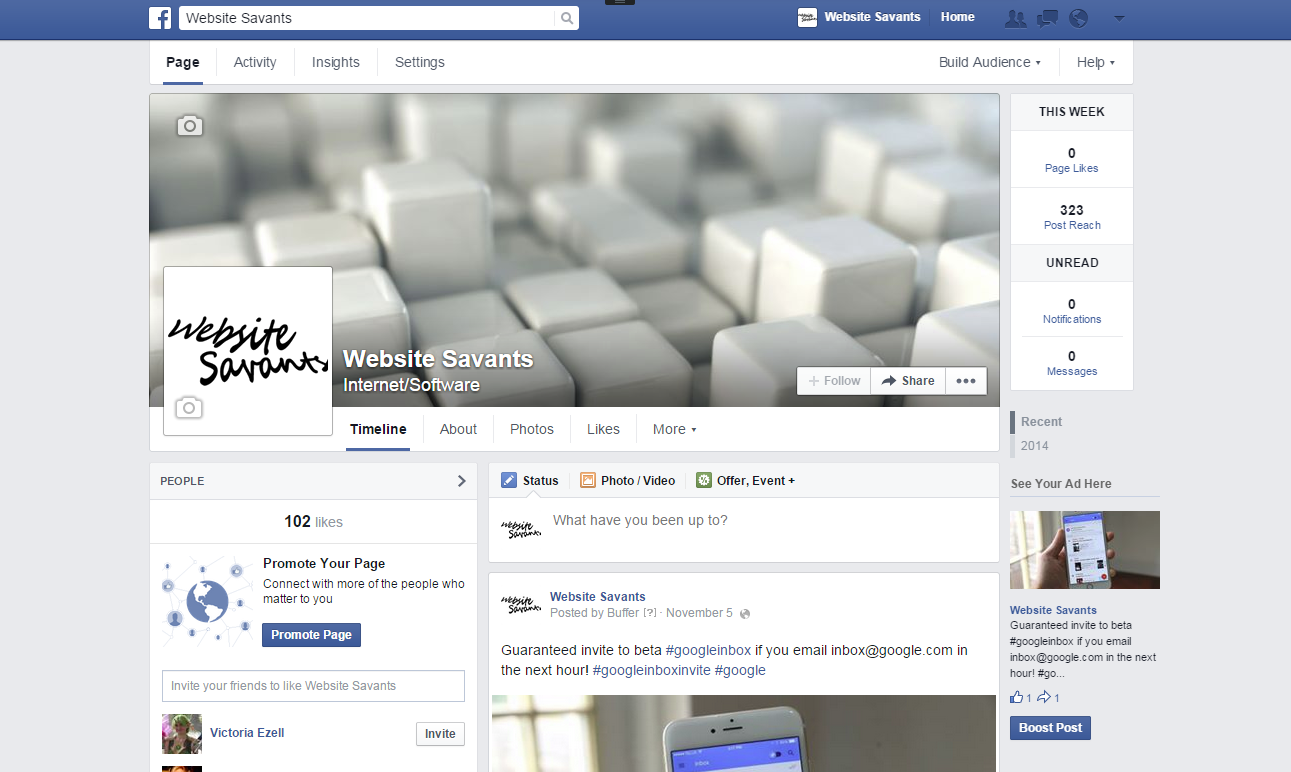 Website Savants
Website Savants Home
Page Activity Insights Settings Build Audience Help
Website Savants
Website Savants
Internet/Software
+ Follow Share
Timeline About Photos Likes More
THIS WEEK
0
Page Likes
323
Post Reach
UNREAD
0
Notifications
0
Messages
Recent
2014
See Your Ad Here
Website Savants
Guaranteed invite to beta
#googleinbox if you email
inbox@google.com in the next
hour! #go...
1 1
Boost Post
PEOPLE
102 likes
Promote Your Page
Connect with more of the people who
matter to you
Promote Page
Invite your friends to like Website Savants
Victoria Ezell Invite
Status Photo / Video Offer, Event +
Website Savants
What have you been up to?
Website Savants
Website Savants
Posted by Buffer [?] · November 5
Guaranteed invite to beta #googleinbox if you email inbox@google.com in
the next hour! #googleinboxinvite #google
Inbox